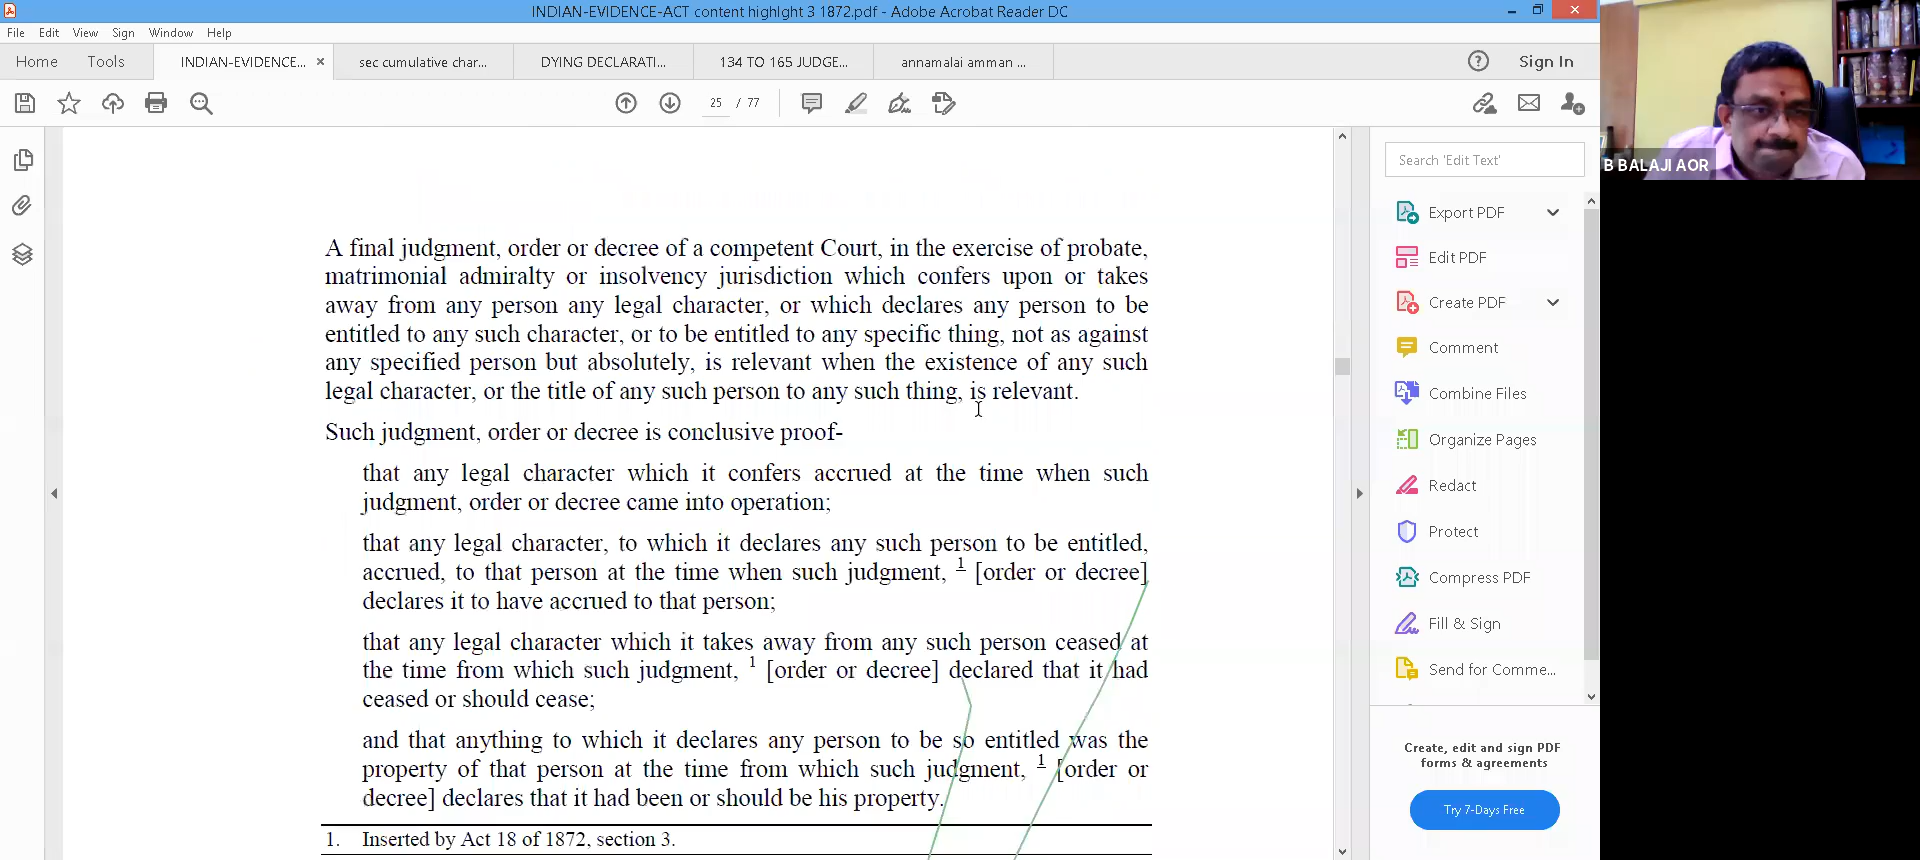 INDIAN-EVIDENCE-ACT content highlght 3 1872.pdf - Adobe Acrobat Reader DC
File Edit View Sign Window Help
Home Tools INDIAN-EVIDENCE... × sec cumulative char... DYING DECLARATI... 134 TO 165 JUDGE... annamalai amman ... Sign In
25 / 77
A final judgment, order or decree of a competent Court, in the exercise of probate,
matrimonial admiralty or insolvency jurisdiction which confers upon or takes
away from any person any legal character, or which declares any person to be
entitled to any such character, or to be entitled to any specific thing, not as against
any specified person but absolutely, is relevant when the existence of any such
legal character, or the title of any such person to any such thing, is relevant.
Such judgment, order or decree is conclusive proof-
that any legal character which it confers accrued at the time when such
judgment, order or decree came into operation;
that any legal character, to which it declares any such person to be entitled,
accrued, to that person at the time when such judgment, 1 [order or decree]
declares it to have accrued to that person;
that any legal character which it takes away from any such person ceased at
the time from which such judgment, 1 [order or decree] declared that it had
ceased or should cease;
and that anything to which it declares any person to be so entitled was the
property of that person at the time from which such judgment, 1 [order or
decree] declares that it had been or should be his property.
1. Inserted by Act 18 of 1872, section 3.
Search 'Edit Text'
Export PDF
Edit PDF
Create PDF
Comment
Combine Files
Organize Pages
Redact
Protect
Compress PDF
Fill & Sign
Send for Comme...
Create, edit and sign PDF
forms & agreements
Try 7-Days Free
B BALAJI AOR